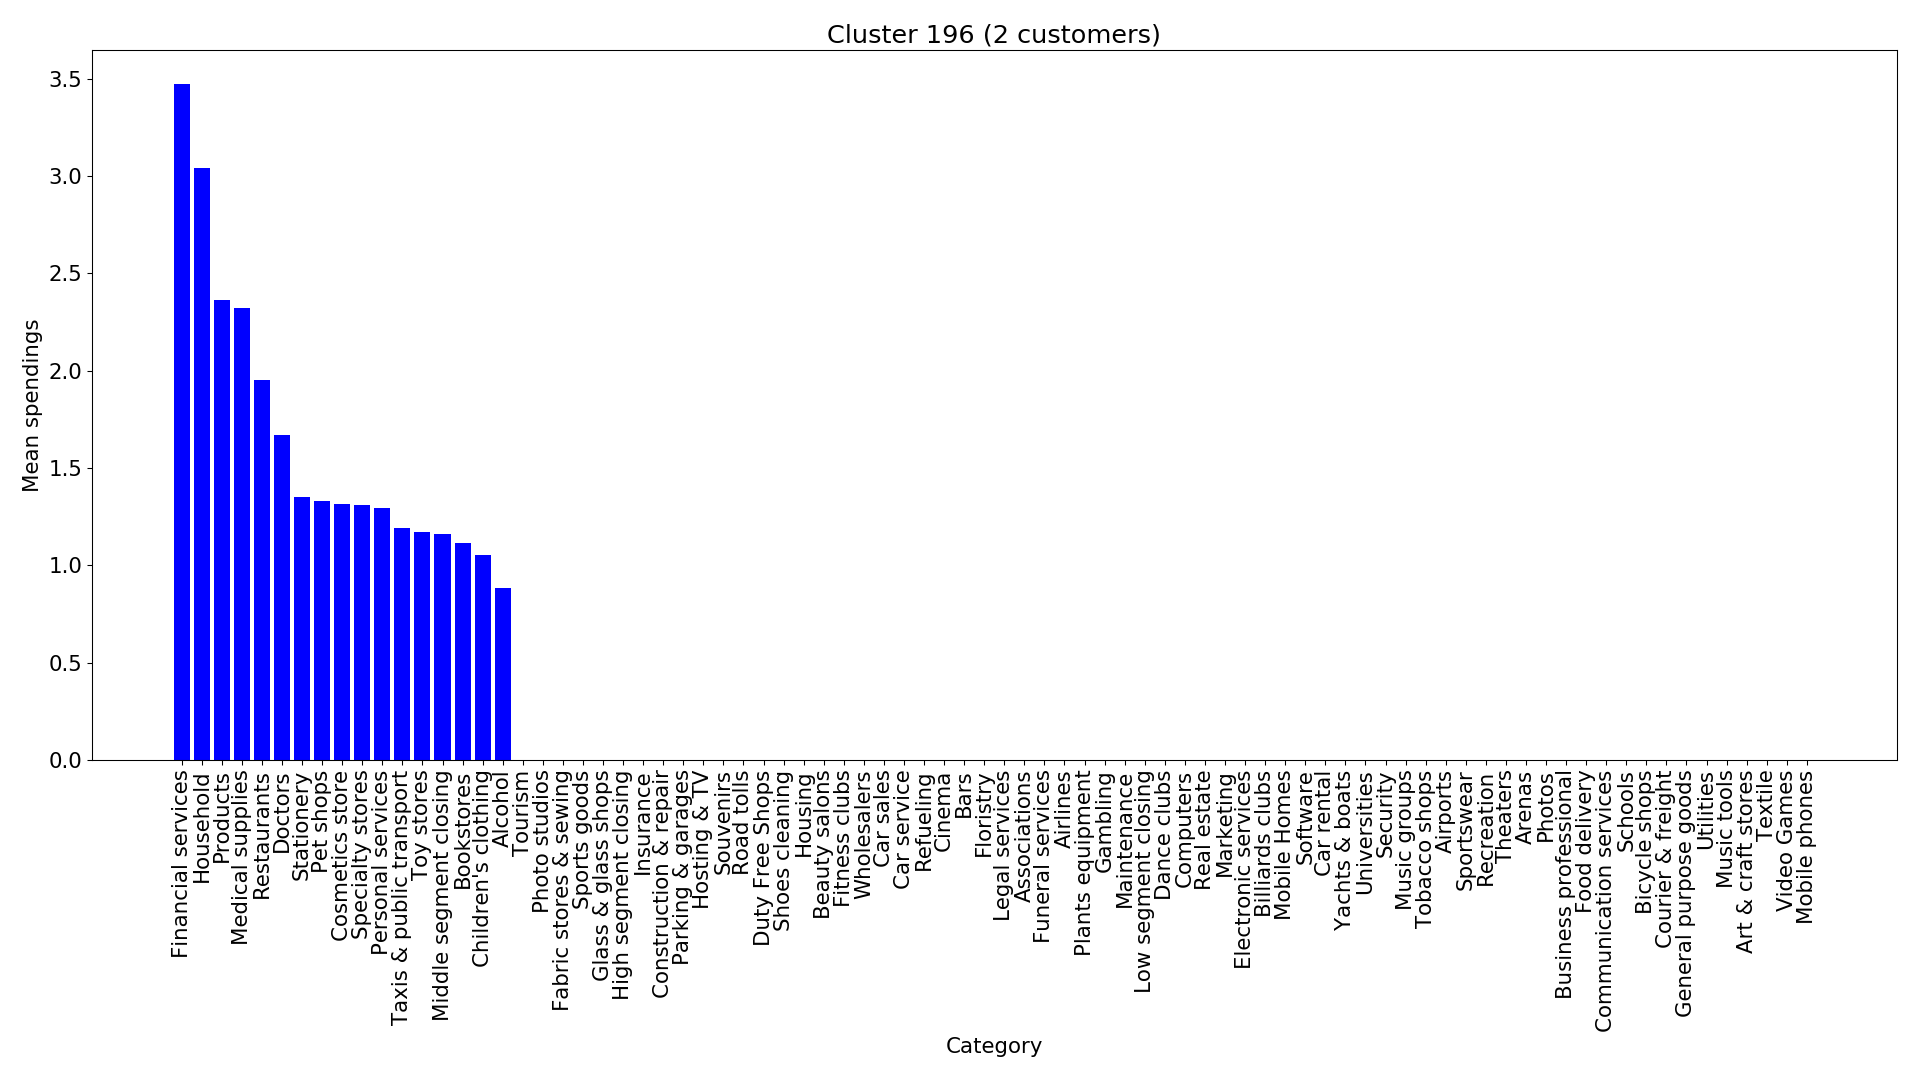 Cluster 196 (2 customers)
Mean spendings
3.5
3.0
2.5
2.0
1.5
1.0
0.5
0.0
Financial services
Household
Products
Medical supplies
Restaurants
Doctors
Stationery
Pet shops
Cosmetics store
Specialty stores
Personal services
Taxis & public transport
Toy stores
Middle segment closing
Bookstores
Children's clothing
Alcohol
Tourism
Photo studios
Fabric stores & sewing
Sports goods
Glass & glass shops
High segment closing
Insurance
Construction & repair
Parking & garages
Hosting & TV
Souvenirs
Road tolls
Duty Free Shops
Shoes cleaning
Housing
Beauty salons
Fitness clubs
Wholesalers
Car sales
Car service
Refueling
Cinema
Bars
Floristry
Legal services
Associations
Funeral services
Airlines
Plants equipment
Gambling
Maintenance
Low segment closing
Dance clubs
Computers
Real estate
Marketing
Electronic services
Billiards clubs
Mobile Homes
Software
Car rental
Yachts & boats
Universities
Security
Music groups
Tobacco shops
Airports
Sportswear
Recreation
Theaters
Arenas
Photos
Business professional
Food delivery
Communication services
Schools
Bicycle shops
Courier & freight
General purpose goods
Utilities
Music tools
Art & craft stores
Textile
Video Games
Mobile phones
Category